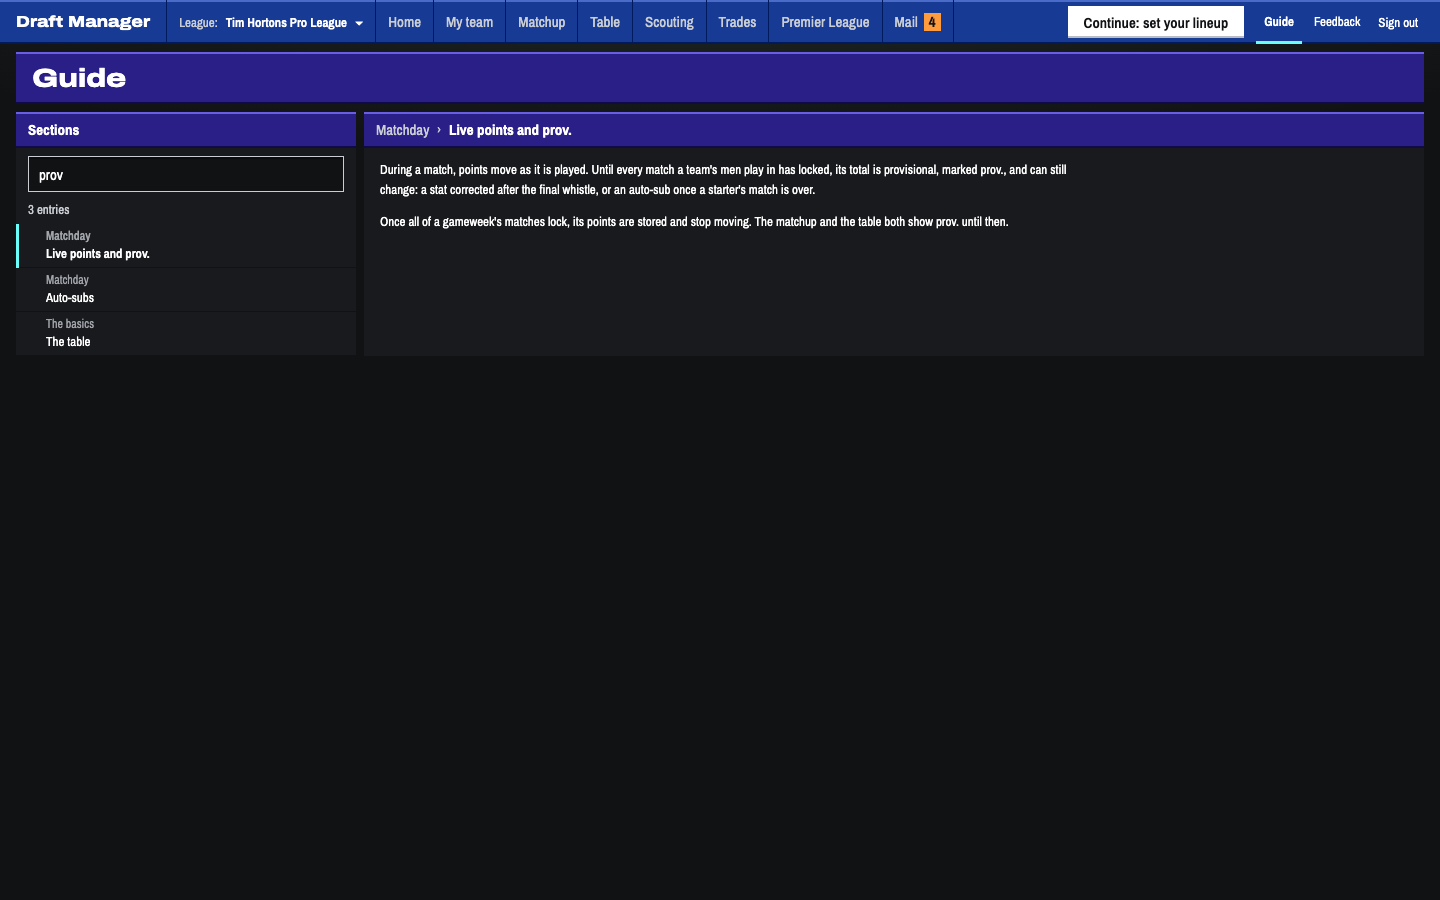 Draft Manager
League: Tim Hortons Pro League
Home
My team
Matchup
Table
Scouting
Trades
Premier League
Mail 4
Continue: set your lineup
Guide
Feedback
Sign out
Guide
Sections
prov
3 entries
Matchday
Live points and prov.
Matchday
Auto-subs
The basics
The table
Matchday › Live points and prov.
During a match, points move as it is played. Until every match a team's men play in has locked, its total is provisional, marked prov., and can still
change: a stat corrected after the final whistle, or an auto-sub once a starter's match is over.
Once all of a gameweek's matches lock, its points are stored and stop moving. The matchup and the table both show prov. until then.